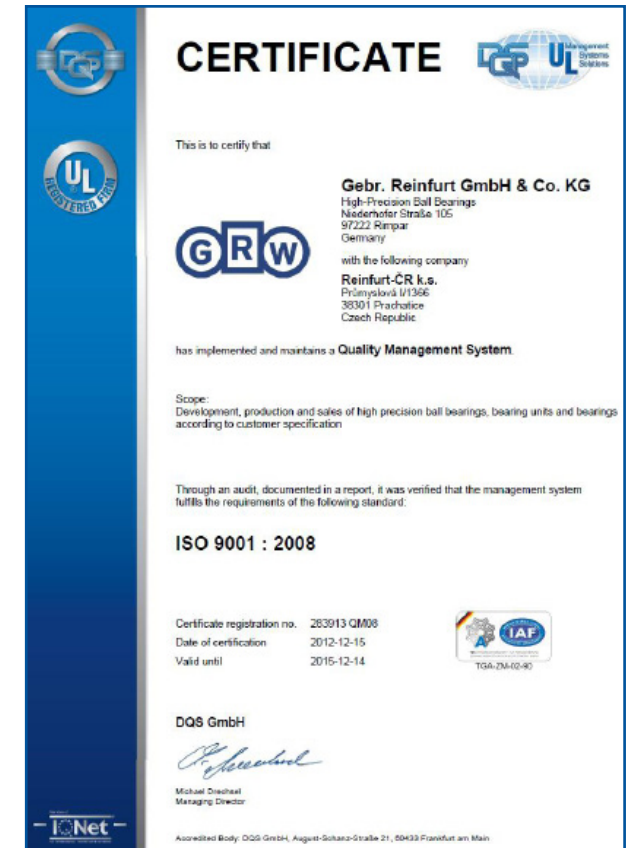 DQS
CERTIFICATE
DQS UL Management Systems Solutions
UL
REGISTERED FIRM
This is to certify that
Gebr. Reinfurt GmbH & Co. KG
High-Precision Ball Bearings
Niederhofer Straße 105
97222 Rimpar
Germany
GRW
with the following company
Reinfurt-ČR k.s.
Průmyslová I/1366
38301 Prachatice
Czech Republic
has implemented and maintains a Quality Management System.
Scope:
Development, production and sales of high precision ball bearings, bearing units and bearings
according to customer specification
Through an audit, documented in a report, it was verified that the management system
fulfills the requirements of the following standard:
ISO 9001 : 2008
Certificate registration no. 283913 QM08
Date of certification 2012-12-15
Valid until 2015-12-14
IAF
TGA-ZM-02-90
DQS GmbH
Michael Drechsel
Managing Director
IQNet
Accredited Body: DQS GmbH, August-Schanz-Straße 21, 60433 Frankfurt am Main